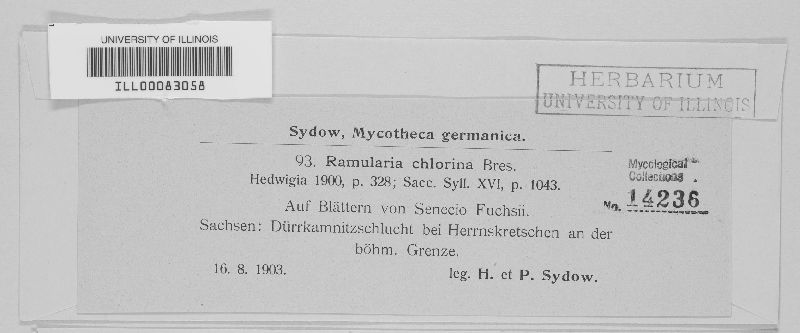 UNIVERSITY OF ILLINOIS
ILL00083058
HERBARIUM
UNIVERSITY OF ILLINOIS
Sydow, Mycotheca germanica.
93. Ramularia chlorina Bres.
Hedwigia 1900, p. 328; Sacc. Syll. XVI, p. 1043.
Mycological
Collections
No. 14236
Auf Blättern von Senecio Fuchsii.
Sachsen: Dürrkamnitzschlucht bei Herrnskretschen an der
böhm. Grenze.
16. 8. 1903. leg. H. et P. Sydow.